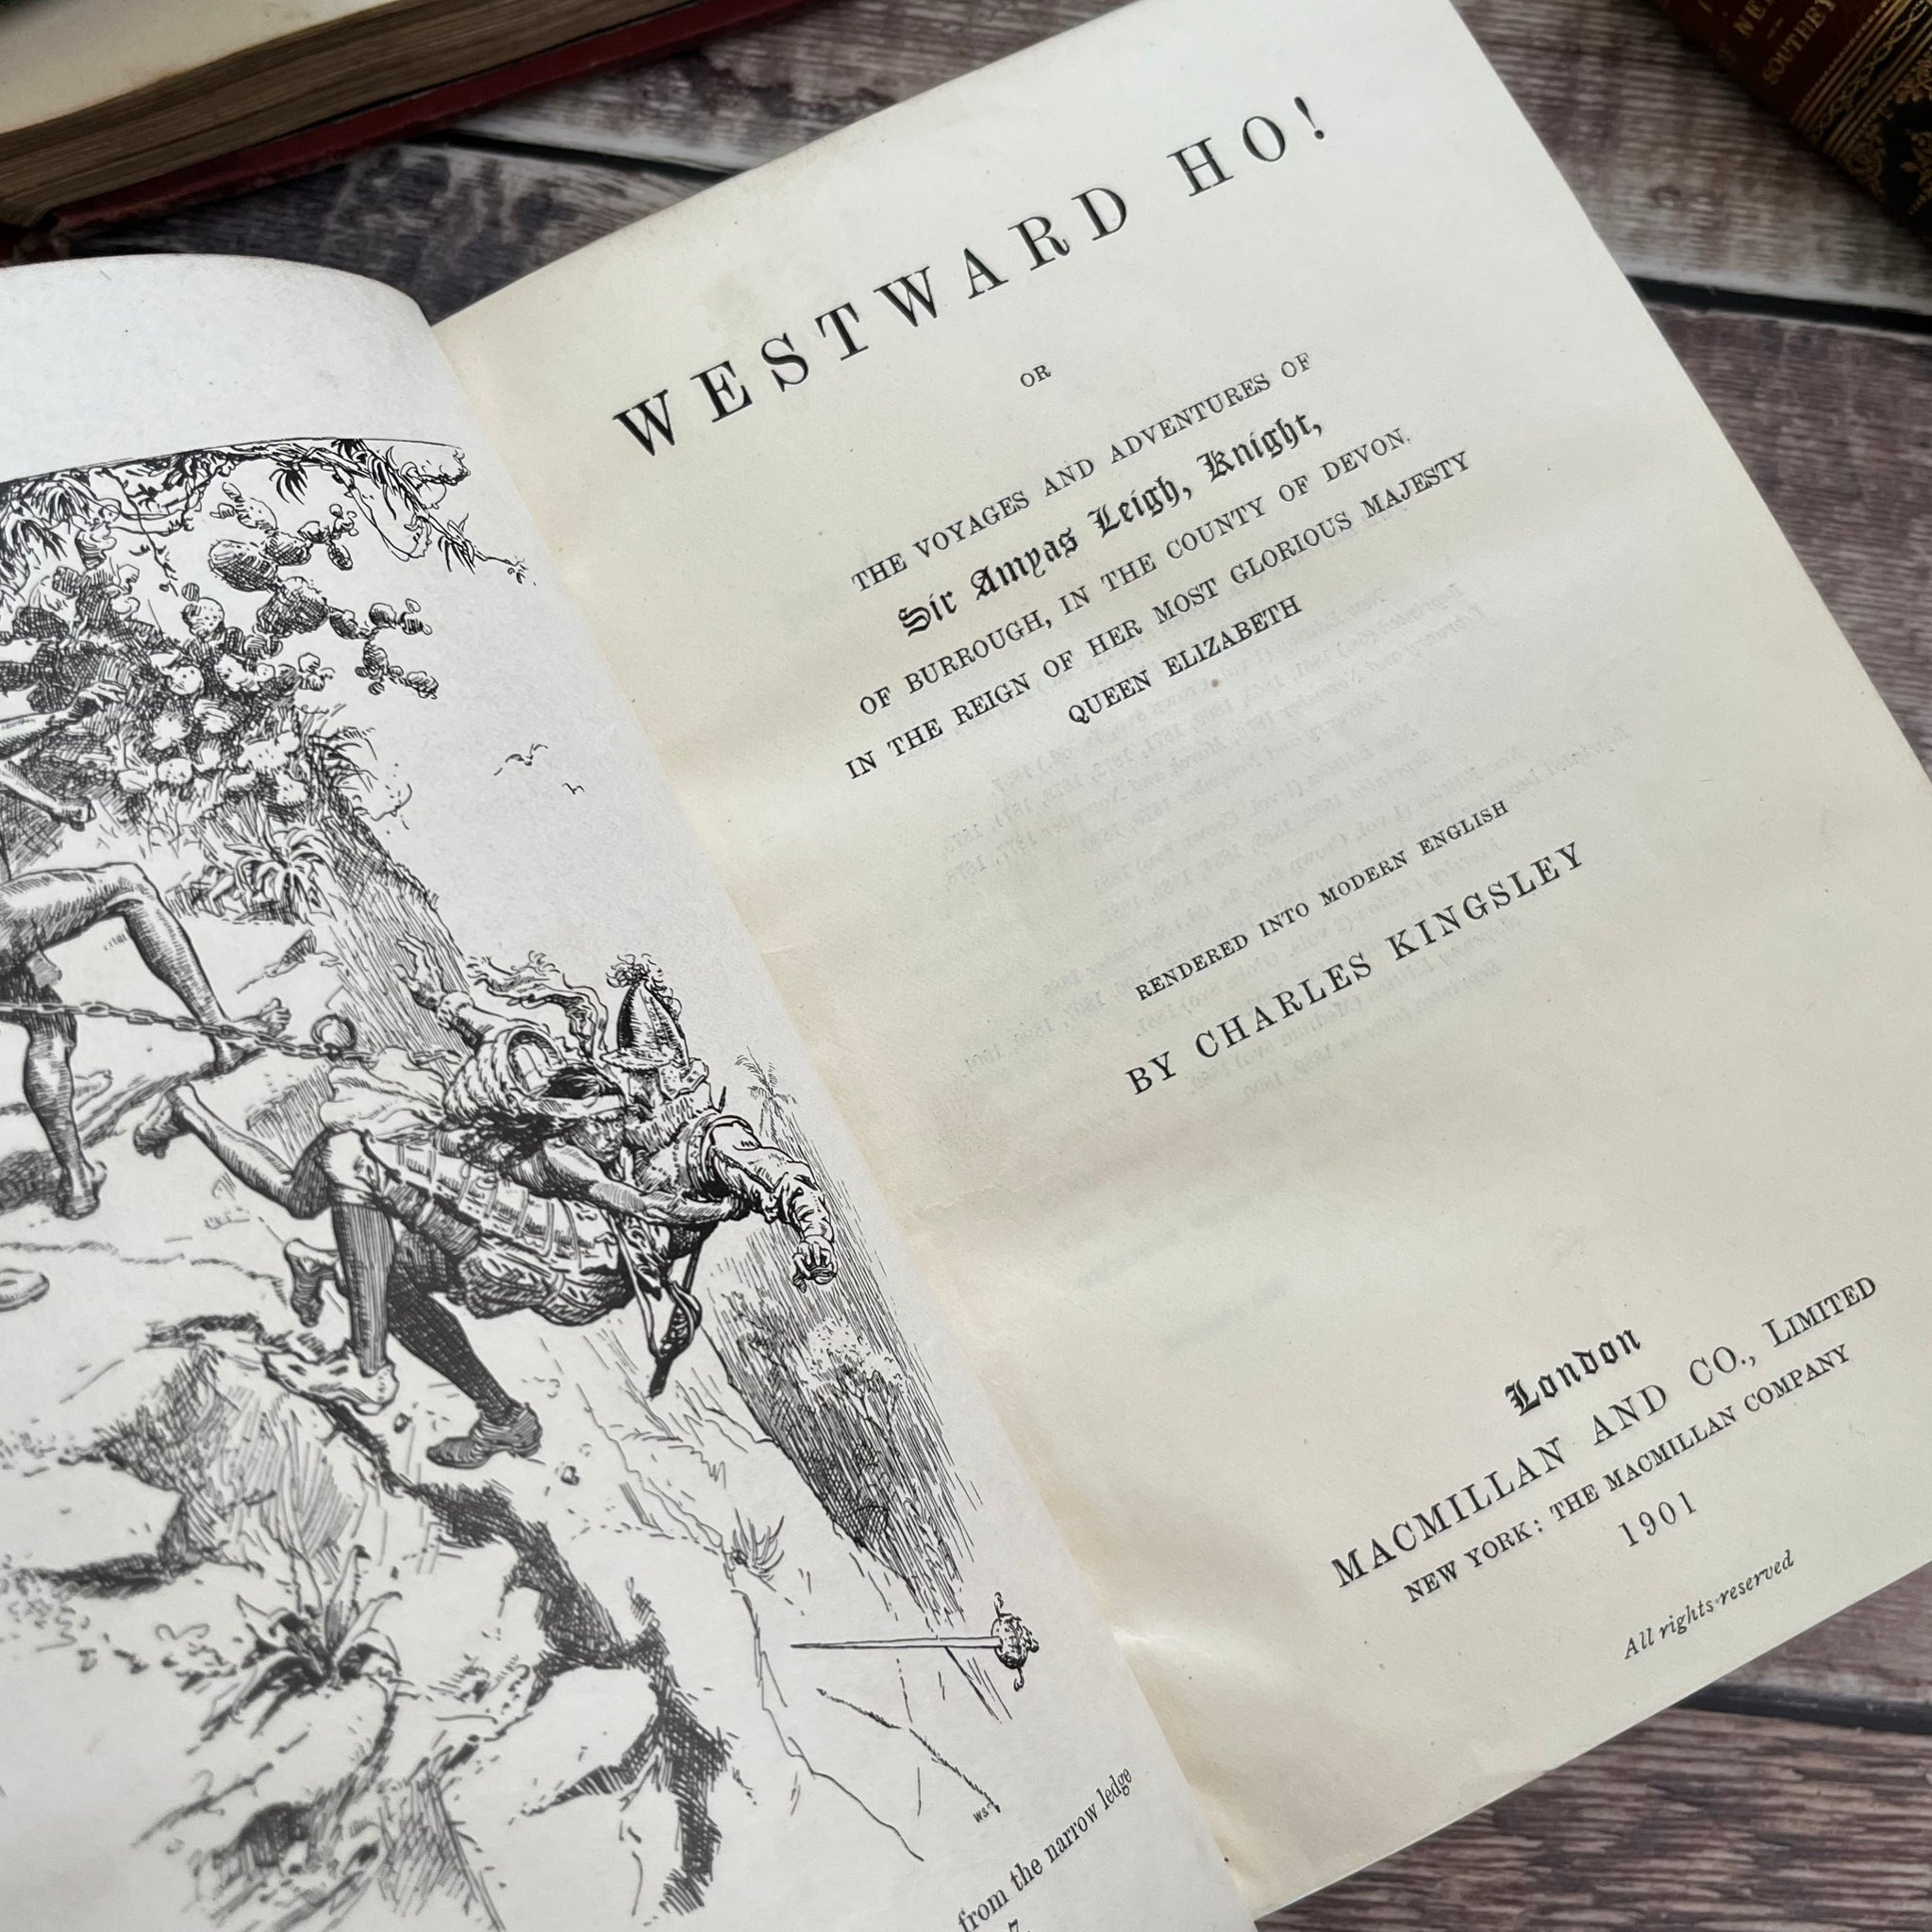 WESTWARD HO!
OR
THE VOYAGES AND ADVENTURES OF
Sir Amyas Leigh, Knight,
OF BURROUGH, IN THE COUNTY OF DEVON,
IN THE REIGN OF HER MOST GLORIOUS MAJESTY
QUEEN ELIZABETH
RENDERED INTO MODERN ENGLISH
BY CHARLES KINGSLEY
London
MACMILLAN AND CO., LIMITED
NEW YORK: THE MACMILLAN COMPANY
1901
All rights reserved
from the narrow ledge
SOUTHEY